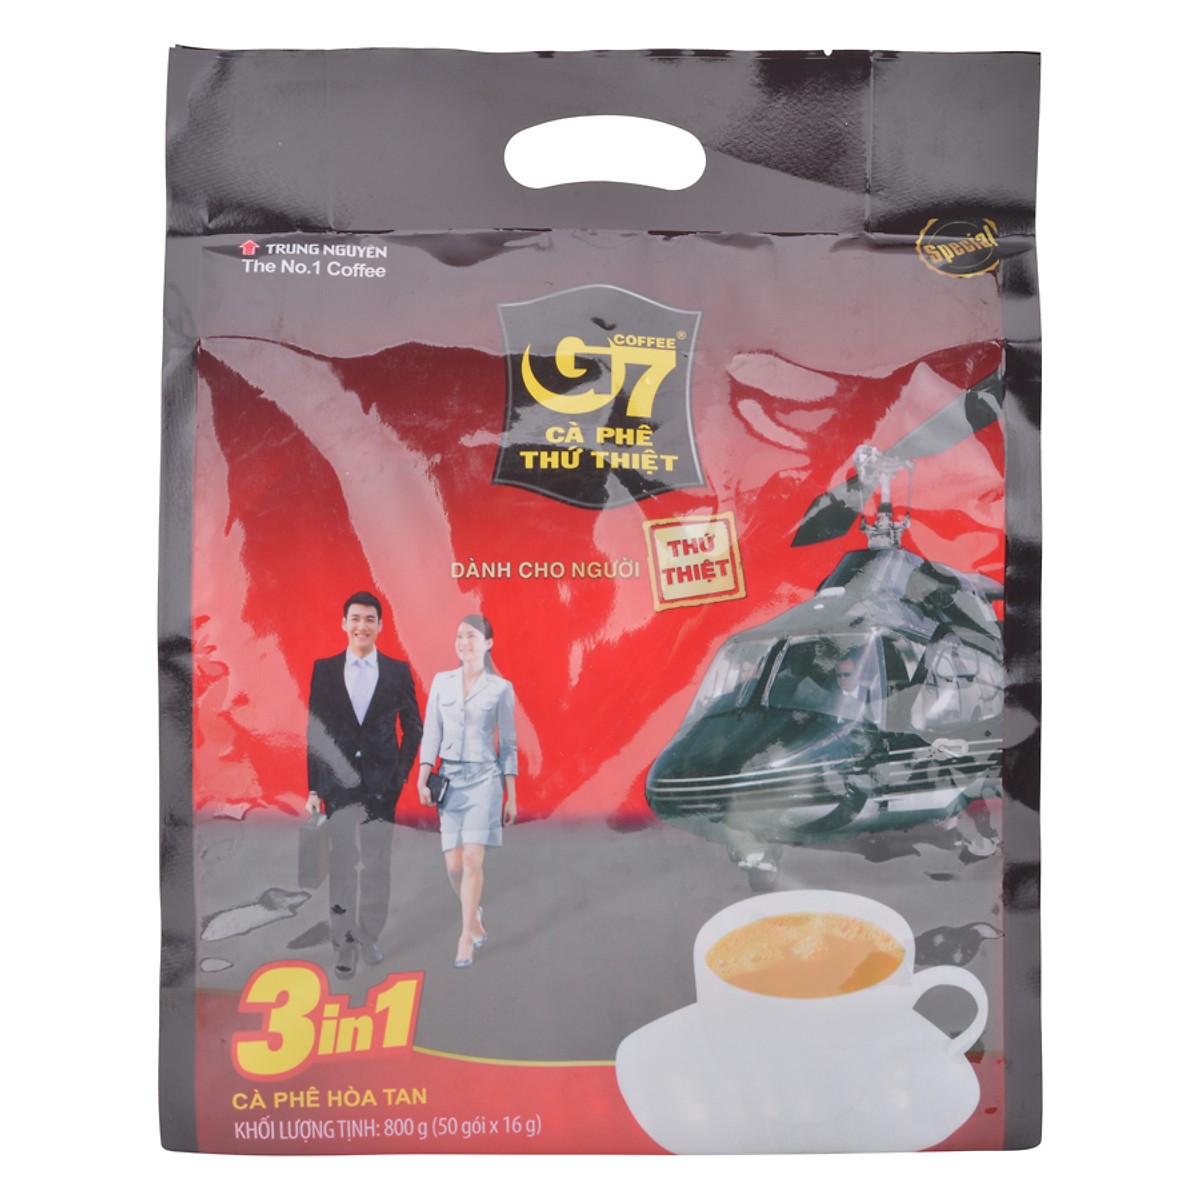 TRUNG NGUYÊN
The No.1 Coffee
Special
COFFEE ®
G7
CÀ PHÊ
THỨ THIỆT
DÀNH CHO NGƯỜI
THỨ
THIỆT
3in1
CÀ PHÊ HÒA TAN
KHỐI LƯỢNG TỊNH: 800 g (50 gói x 16 g)